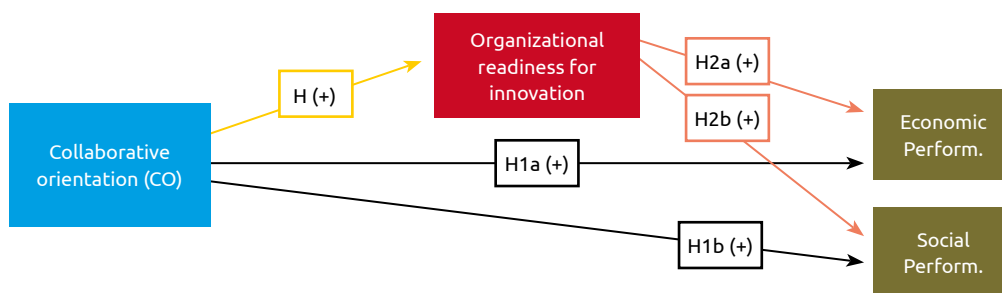 Organizational
readiness for
innovation
H2a (+)
H (+)
H2b (+)
Economic
Perform.
Collaborative
orientation (CO)
H1a (+)
H1b (+)
Social
Perform.